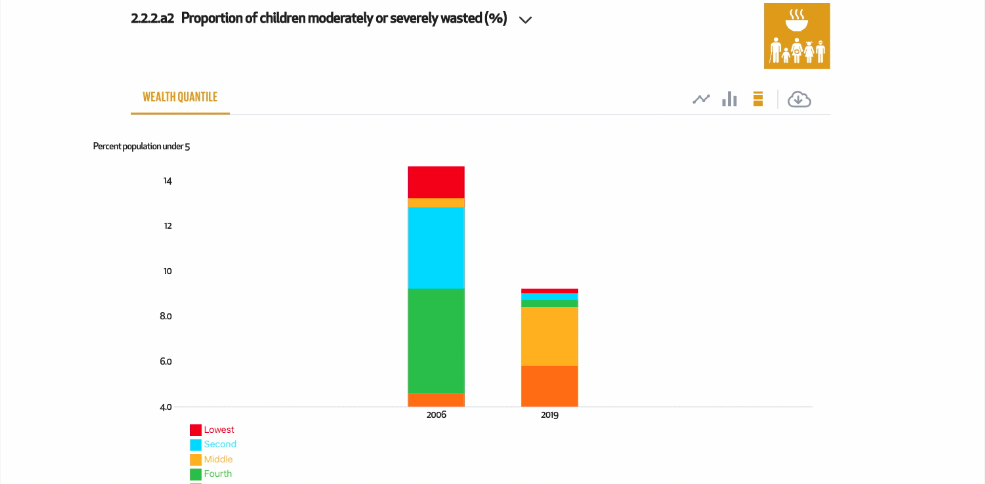 2.2.2.a2 Proportion of children moderately or severely wasted (%)
WEALTH QUANTILE
Percent population under 5
14
12
10
8.0
6.0
4.0
2006 2019
Lowest
Second
Middle
Fourth